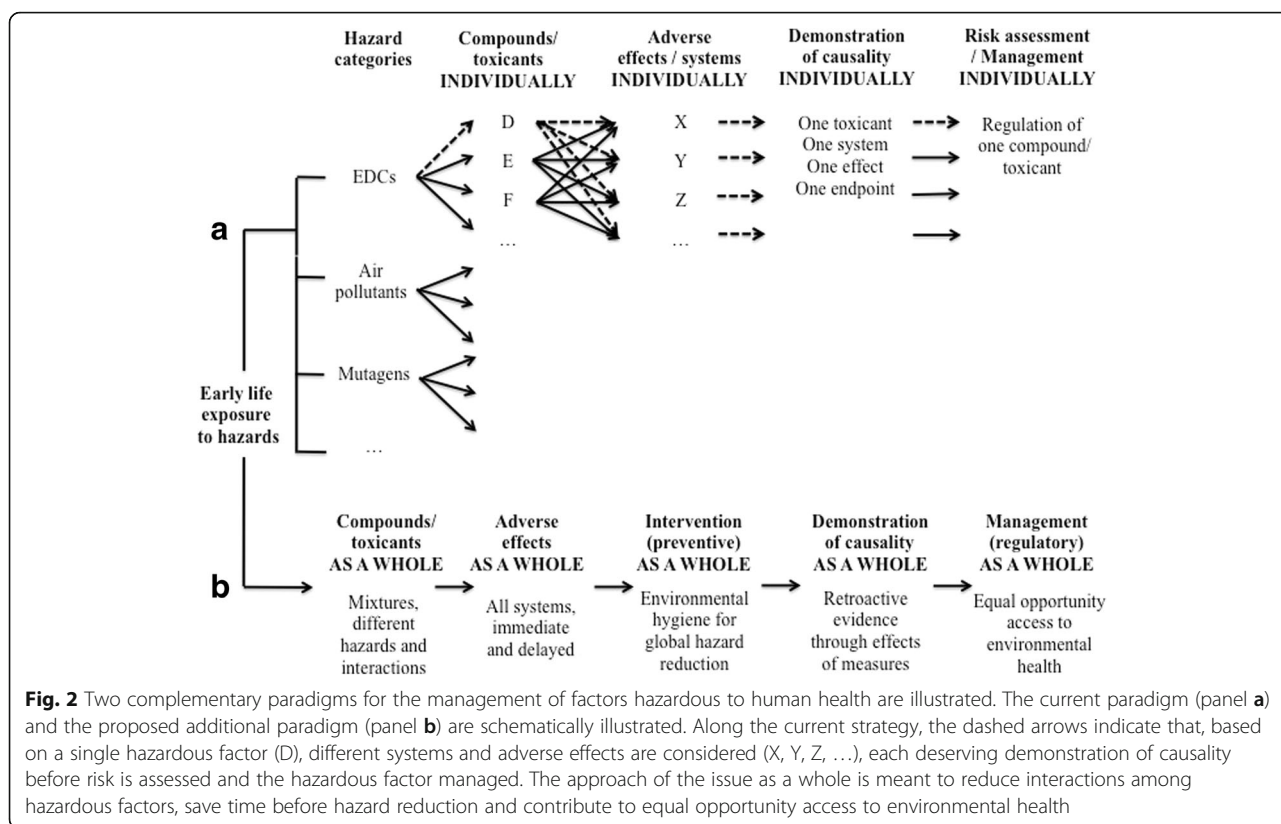 Hazard
categories
Compounds/
toxicants
INDIVIDUALLY
Adverse
effects / systems
INDIVIDUALLY
Demonstration
of causality
INDIVIDUALLY
Risk assessment
/ Management
INDIVIDUALLY
EDCs
D
E
F
...
X
Y
Z
...
One toxicant
One system
One effect
One endpoint
Regulation of
one compound/
toxicant
a
Air
pollutants
Mutagens
...
Early life
exposure
to hazards
b
Compounds/
toxicants
AS A WHOLE
Mixtures,
different
hazards and
interactions
Adverse
effects
AS A WHOLE
All systems,
immediate
and delayed
Intervention
(preventive)
AS A WHOLE
Environmental
hygiene for
global hazard
reduction
Demonstration
of causality
AS A WHOLE
Retroactive
evidence
through effects
of measures
Management
(regulatory)
AS A WHOLE
Equal opportunity
access to
environmental
health
Fig. 2 Two complementary paradigms for the management of factors hazardous to human health are illustrated. The current paradigm (panel a)
and the proposed additional paradigm (panel b) are schematically illustrated. Along the current strategy, the dashed arrows indicate that, based
on a single hazardous factor (D), different systems and adverse effects are considered (X, Y, Z, …), each deserving demonstration of causality
before risk is assessed and the hazardous factor managed. The approach of the issue as a whole is meant to reduce interactions among
hazardous factors, save time before hazard reduction and contribute to equal opportunity access to environmental health